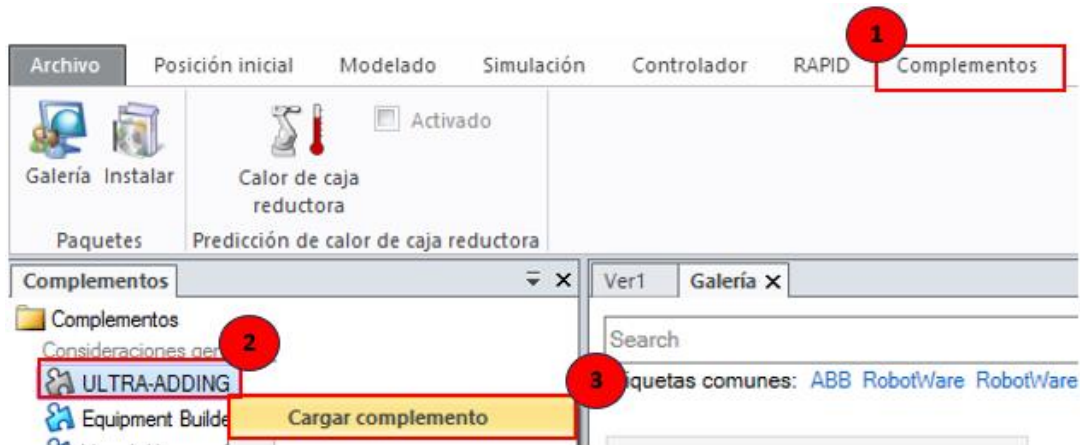 1
Archivo Posición inicial Modelado Simulación Controlador RAPID Complementos
Activado
Galería Instalar
Calor de caja
reductora
Paquetes
Predicción de calor de caja reductora
Complementos
Ver1 Galería
Complementos
2
Search
ULTRA-ADDING
3
comunes: ABB RobotWare RobotWare
Equipment
Cargar complemento